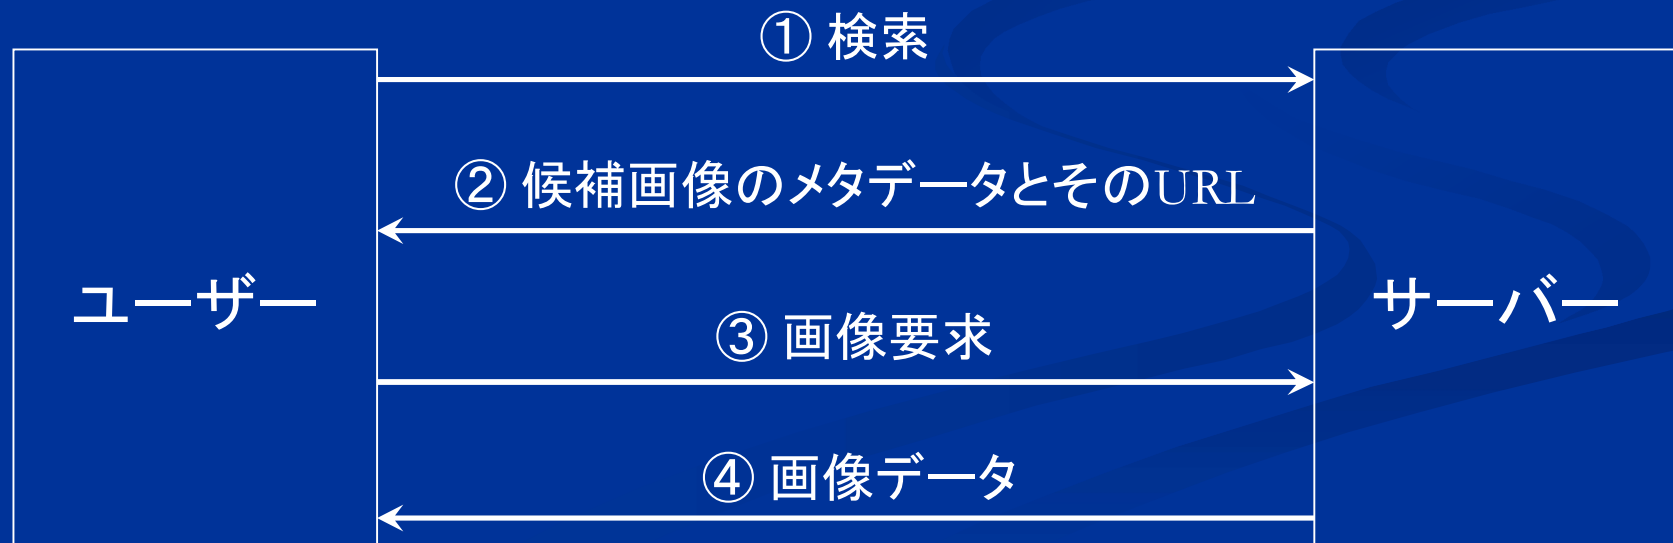 ① 検索
② 候補画像のメタデータとそのURL
ユーザー
サーバー
③ 画像要求
④ 画像データ